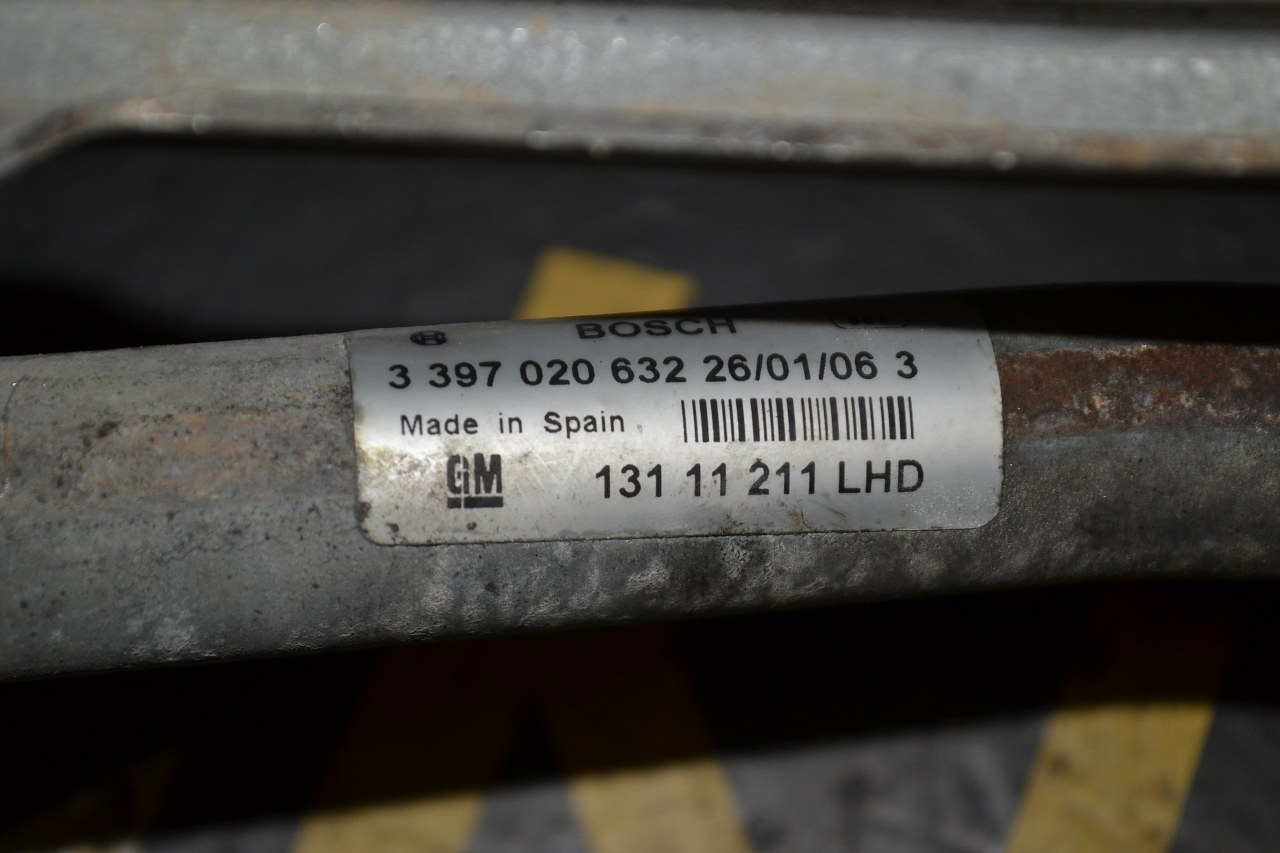 BOSCH
3 397 020 632 26/01/06 3
Made in Spain
GM
131 11 211 LHD